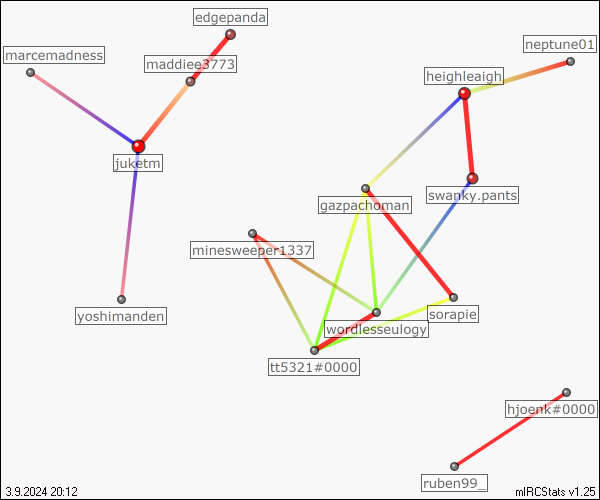 edgepanda
neptune01
marcemadness
maddiee3773
heighleaigh
juketm
swanky.pants
gazpachoman
minesweeper1337
yoshimanden
sorapie
wordlesseulogy
tt5321#0000
hjoenk#0000
ruben99_
3.9.2024 20:12
mIRCStats v1.25